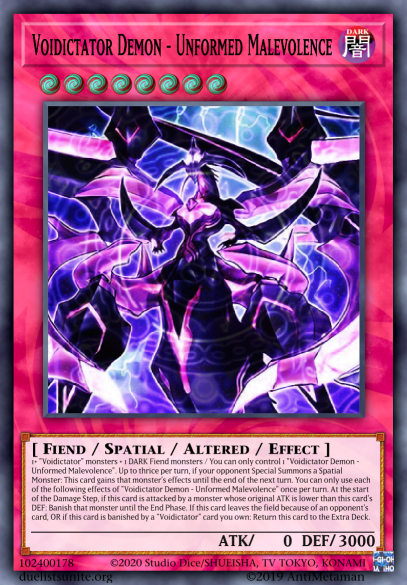 Voidictator Demon - Unformed Malevolence
DARK
闇
[ Fiend / Spatial / Altered / Effect ]
1+ "Voidictator" monsters + 1 DARK Fiend monsters / You can only control 1 "Voidictator Demon -
Unformed Malevolence". Up to thrice per turn, if your opponent Special Summons a Spatial
Monster: This card gains that monster's effects until the end of the next turn. You can only use each
of the following effects of "Voidictator Demon - Unformed Malevolence" once per turn. At the start
of the Damage Step, if this card is attacked by a monster whose original ATK is lower than this card's
DEF: Banish that monster until the End Phase. If this card leaves the field because of an opponent's
card, OR if this card is banished by a "Voidictator" card you own: Return this card to the Extra Deck.
ATK/ 0 DEF/ 3000
102400178 ©2020 Studio Dice/SHUEISHA, TV TOKYO, KONAMI
duelistsunite.org ©2019 AntiMetaman